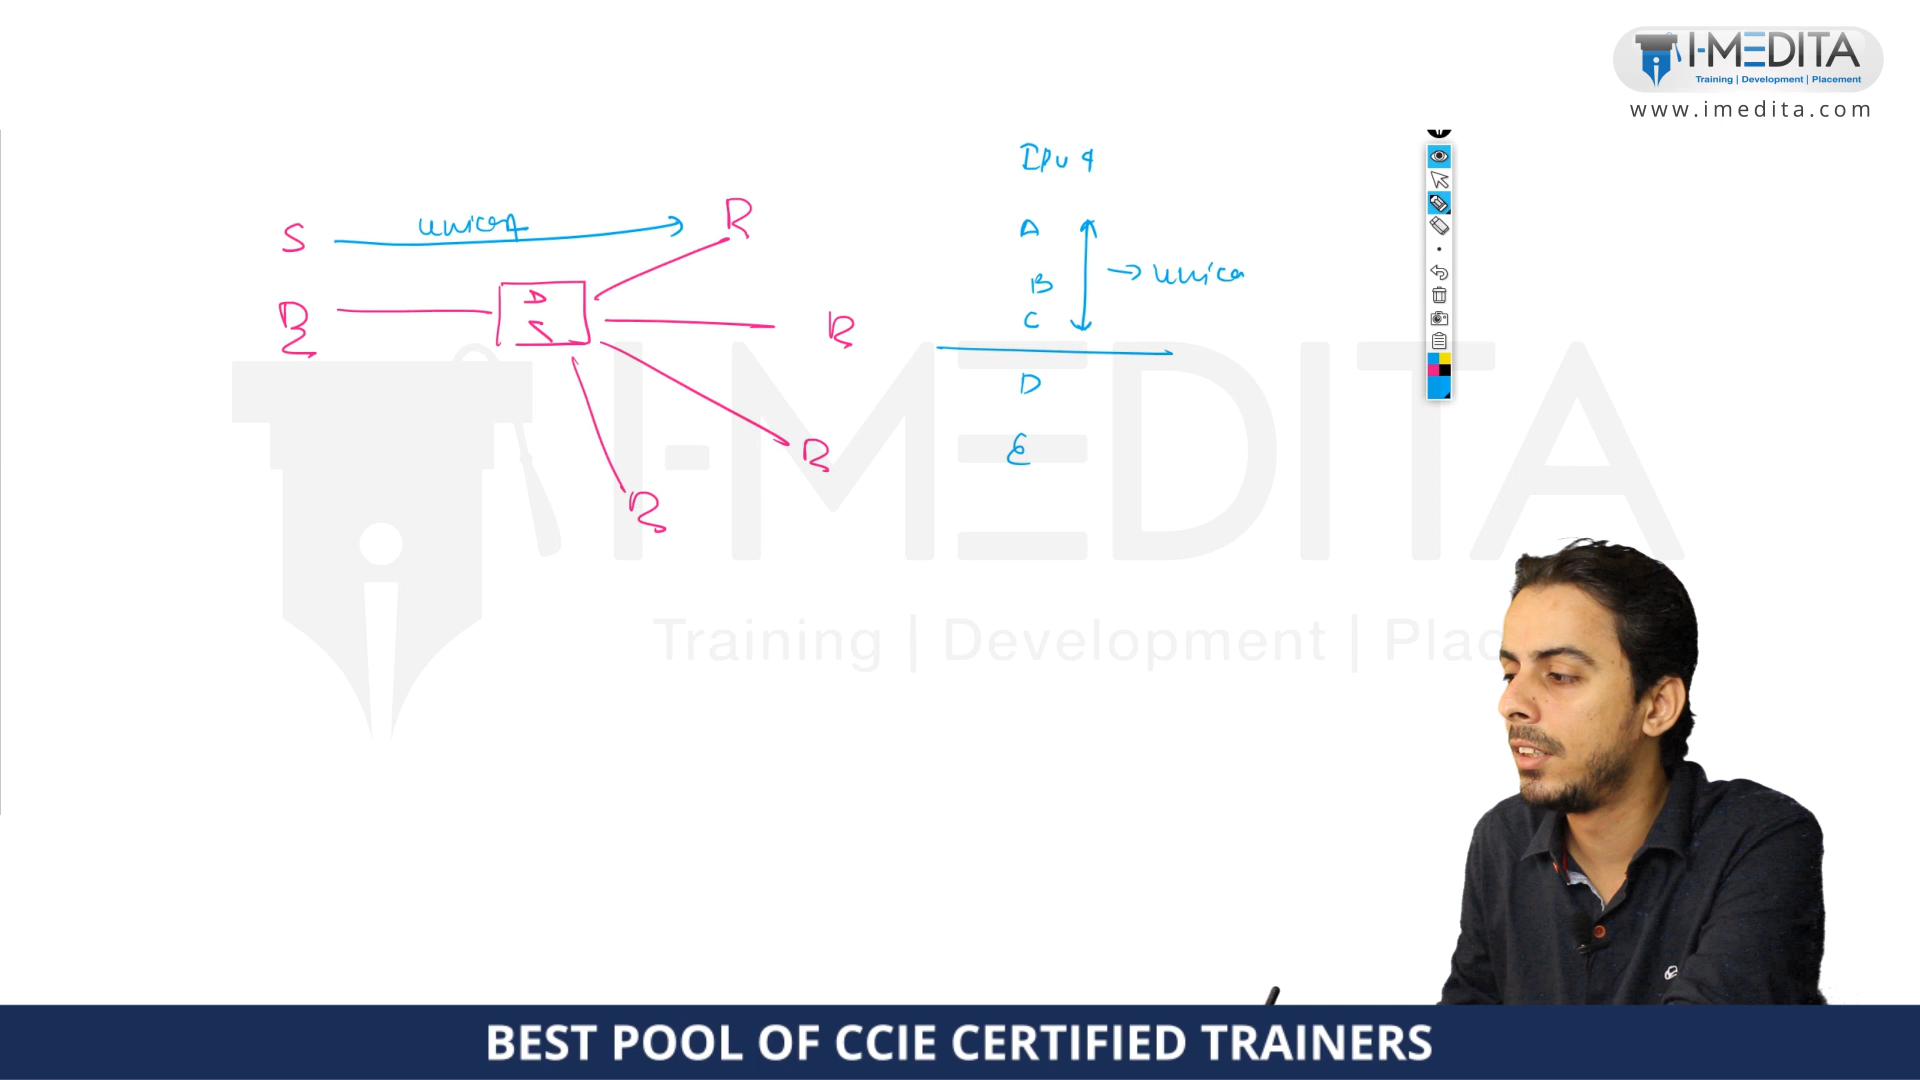 I-MEDITA
Training | Development | Placement
www.imedita.com
IPv4
S unicast R
A
B → unica
C
R D R
S
D
R
E
R
I-MEDITA
Training | Development | Plac
BEST POOL OF CCIE CERTIFIED TRAINERS